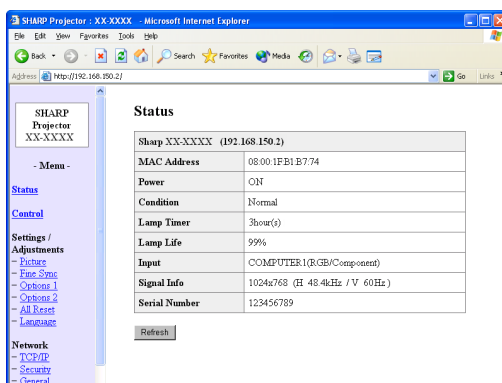 SHARP Projector : XX-XXXX - Microsoft Internet Explorer
File Edit View Favorites Tools Help
Back Search Favorites Media
Address http://192.168.150.2/ Go Links
SHARP
Projector
XX-XXXX
- Menu -
Status
Control
Settings /
Adjustments
– Picture
– Fine Sync
– Options 1
– Options 2
– All Reset
– Language
Network
– TCP/IP
– Security
– General
Status
Sharp XX-XXXX (192.168.150.2)
MAC Address 08:00:1F:B1:B7:74
Power ON
Condition Normal
Lamp Timer 3hour(s)
Lamp Life 99%
Input COMPUTER1(RGB/Component)
Signal Info 1024x768 (H 48.4kHz / V 60Hz )
Serial Number 123456789
Refresh